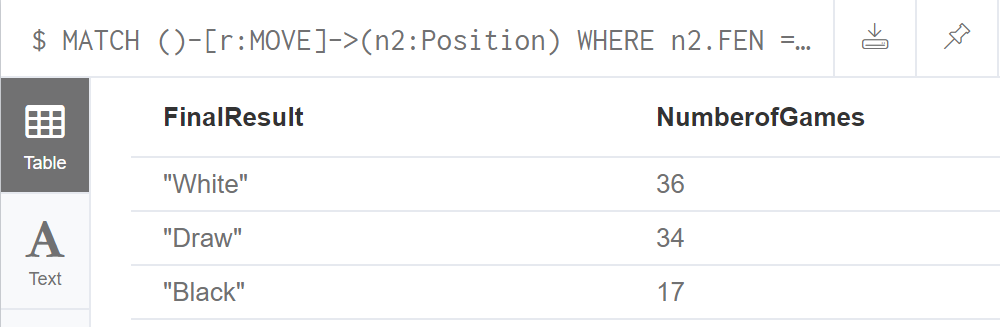 $ MATCH ()-[r:MOVE]->(n2:Position) WHERE n2.FEN =…
FinalResult NumberofGames
Table
"White" 36
"Draw" 34
Text
"Black" 17